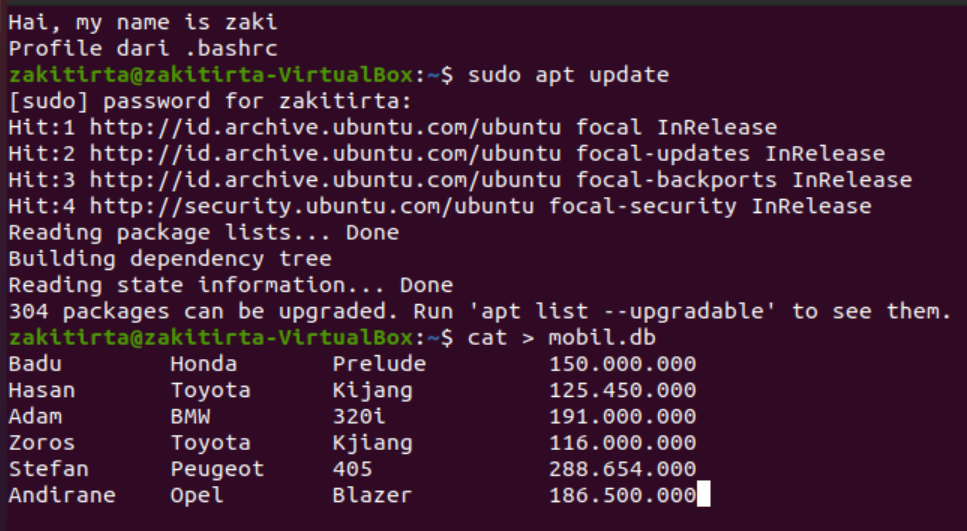 Hai, my name is zaki
Profile dari .bashrc
zakitirta@zakitirta-VirtualBox:~$ sudo apt update
[sudo] password for zakitirta:
Hit:1 http://id.archive.ubuntu.com/ubuntu focal InRelease
Hit:2 http://id.archive.ubuntu.com/ubuntu focal-updates InRelease
Hit:3 http://id.archive.ubuntu.com/ubuntu focal-backports InRelease
Hit:4 http://security.ubuntu.com/ubuntu focal-security InRelease
Reading package lists... Done
Building dependency tree
Reading state information... Done
304 packages can be upgraded. Run 'apt list --upgradable' to see them.
zakitirta@zakitirta-VirtualBox:~$ cat > mobil.db
Badu Honda Prelude 150.000.000
Hasan Toyota Kijang 125.450.000
Adam BMW 320i 191.000.000
Zoros Toyota Kjiang 116.000.000
Stefan Peugeot 405 288.654.000
Andirane Opel Blazer 186.500.000